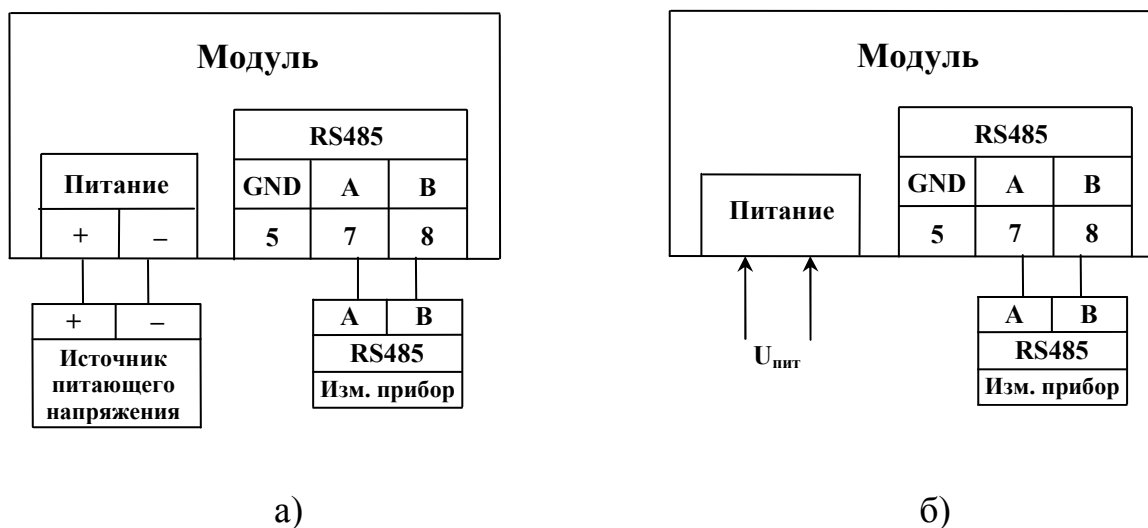 Модуль
RS485
Питание
GND A B
+ – 5 7 8
+ –
Источник
питающего
напряжения
A B
RS485
Изм. прибор
а)
Модуль
RS485
GND A B
Питание
5 7 8
Uпит
A B
RS485
Изм. прибор
б)